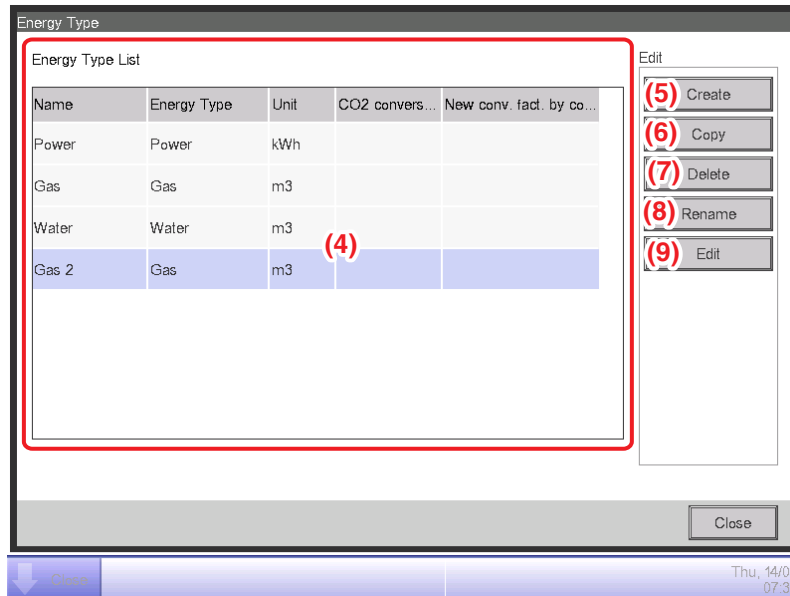 Energy Type
Energy Type List
Edit
Name Energy Type Unit CO2 convers... New conv. fact. by co...
Power Power kWh
Gas Gas m3
Water Water m3
Gas 2 Gas m3
(4)
(5) Create
(6) Copy
(7) Delete
(8) Rename
(9) Edit
Close
Close
Thu, 14/0
07:3